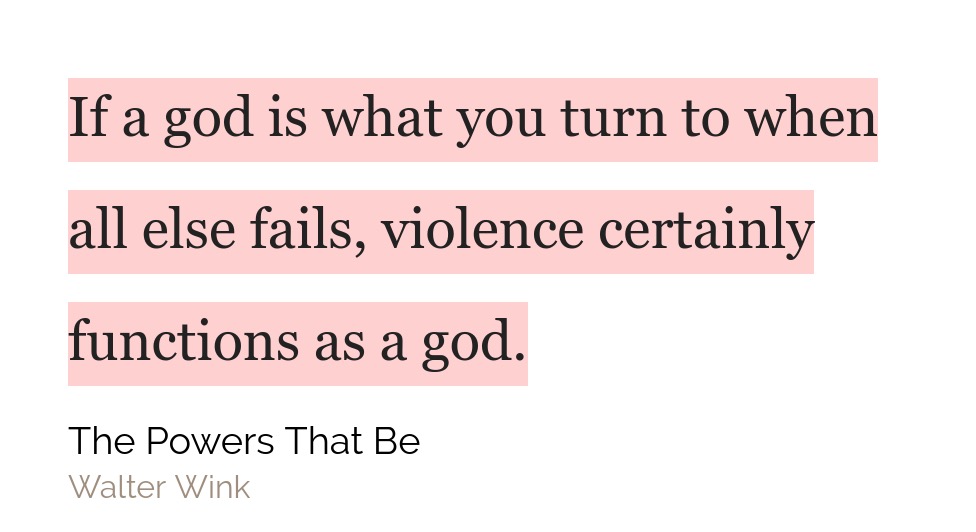 If a god is what you turn to when
all else fails, violence certainly
functions as a god.
The Powers That Be
Walter Wink